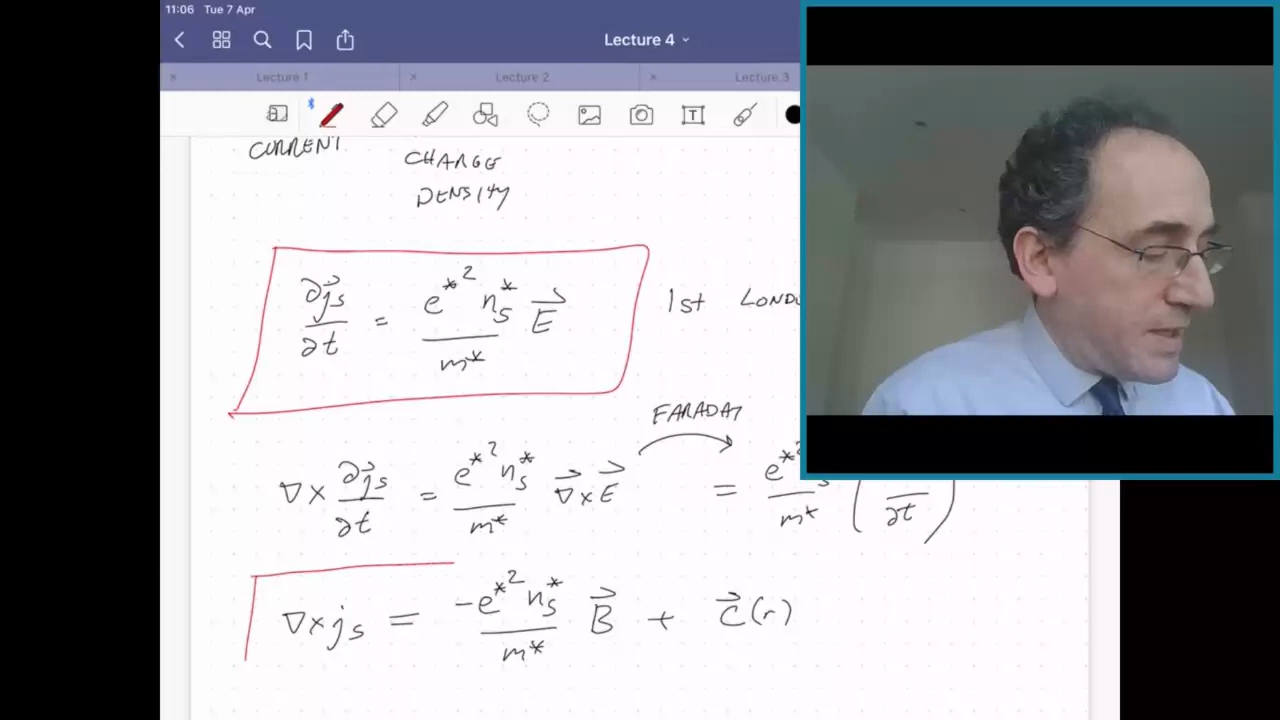 11:06 Tue 7 Apr
Lecture 4
Lecture 1 Lecture 2 Lecture 3
CURRENT
CHARGE
DENSITY
∂j⃗s/∂t = e*² ns*/m* E⃗
1st
FARADAY
∇× ∂j⃗s/∂t = e*² ns*/m* ∇⃗×E⃗ = e*²/m* ( /∂t )
∇×js = -e*² ns*/m* B⃗ + C⃗(r)